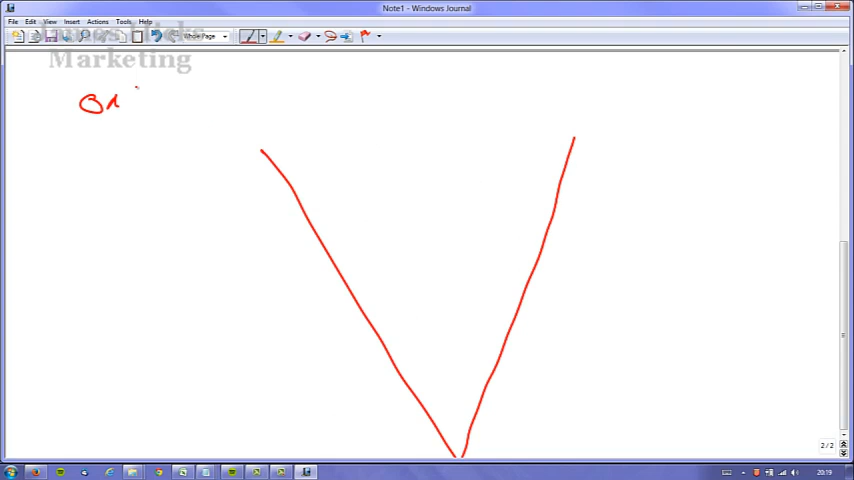 Note1 - Windows Journal
File Edit View Insert Actions Tools Help
Whole Page
Marketing
2/2
20:19